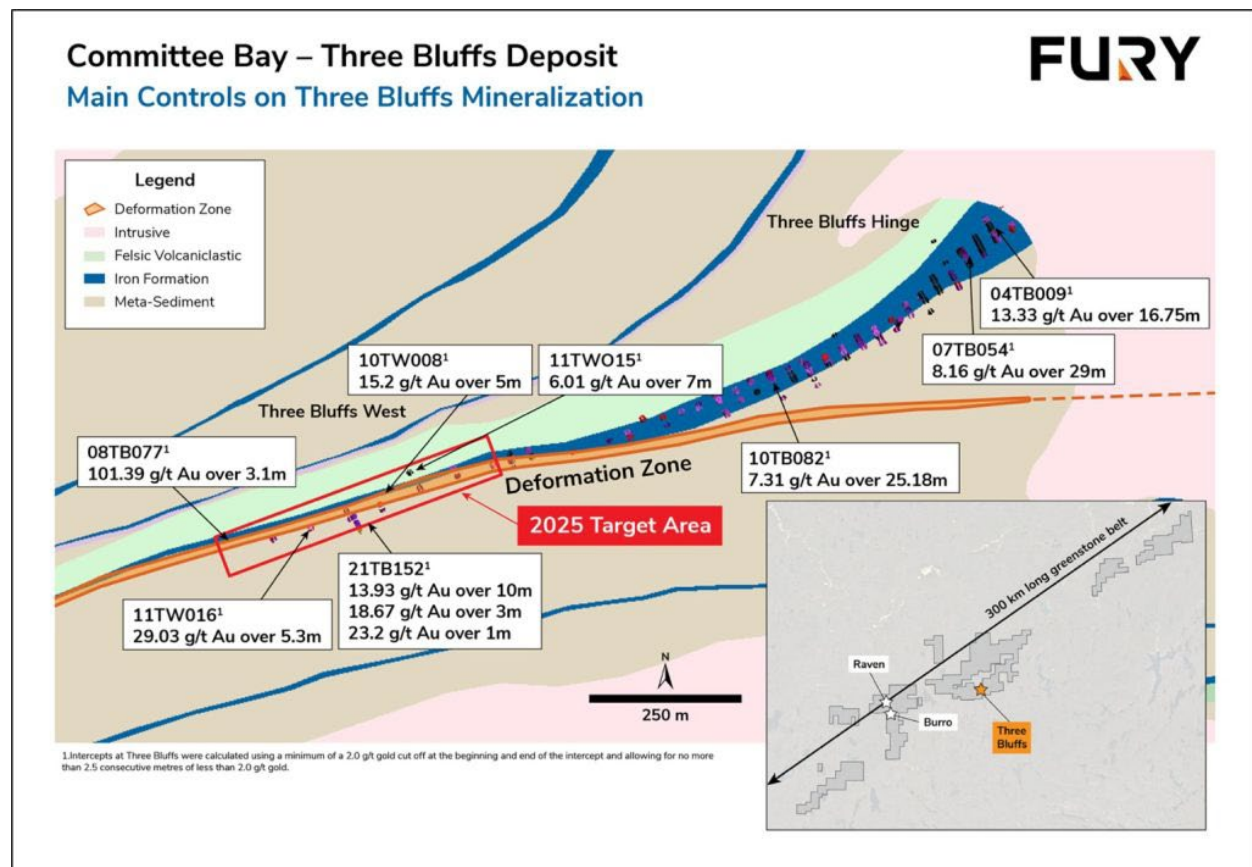 Committee Bay – Three Bluffs Deposit
Main Controls on Three Bluffs Mineralization
FURY
Legend
Deformation Zone
Intrusive
Felsic Volcaniclastic
Iron Formation
Meta-Sediment
Three Bluffs Hinge
04TB009¹
13.33 g/t Au over 16.75m
07TB054¹
8.16 g/t Au over 29m
10TW008¹
15.2 g/t Au over 5m
11TWO15¹
6.01 g/t Au over 7m
Three Bluffs West
08TB077¹
101.39 g/t Au over 3.1m
10TB082¹
7.31 g/t Au over 25.18m
Deformation Zone
2025 Target Area
21TB152¹
13.93 g/t Au over 10m
18.67 g/t Au over 3m
23.2 g/t Au over 1m
11TW016¹
29.03 g/t Au over 5.3m
N
250 m
300 km long greenstone belt
Raven
Burro
Three
Bluffs
1.Intercepts at Three Bluffs were calculated using a minimum of a 2.0 g/t gold cut off at the beginning and end of the intercept and allowing for no more
than 2.5 consecutive metres of less than 2.0 g/t gold.